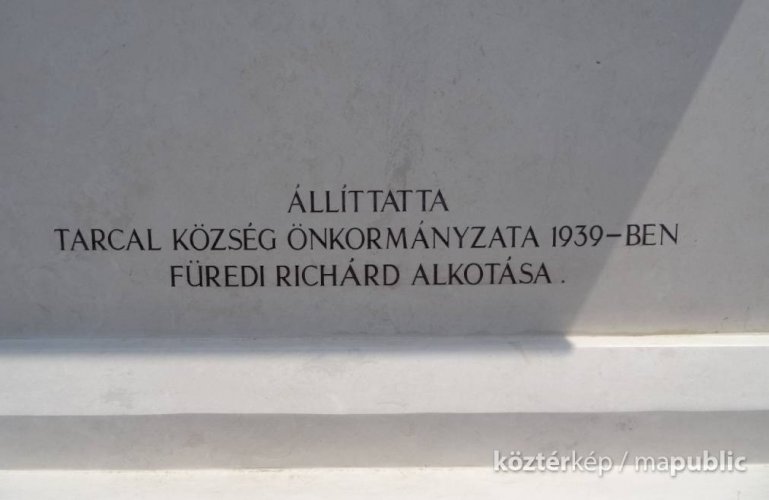 ÁLLÍTTATTA
TARCAL KÖZSÉG ÖNKORMÁNYZATA 1939-BEN
FÜREDI RICHÁRD ALKOTÁSA.
köztérkép / mapublic